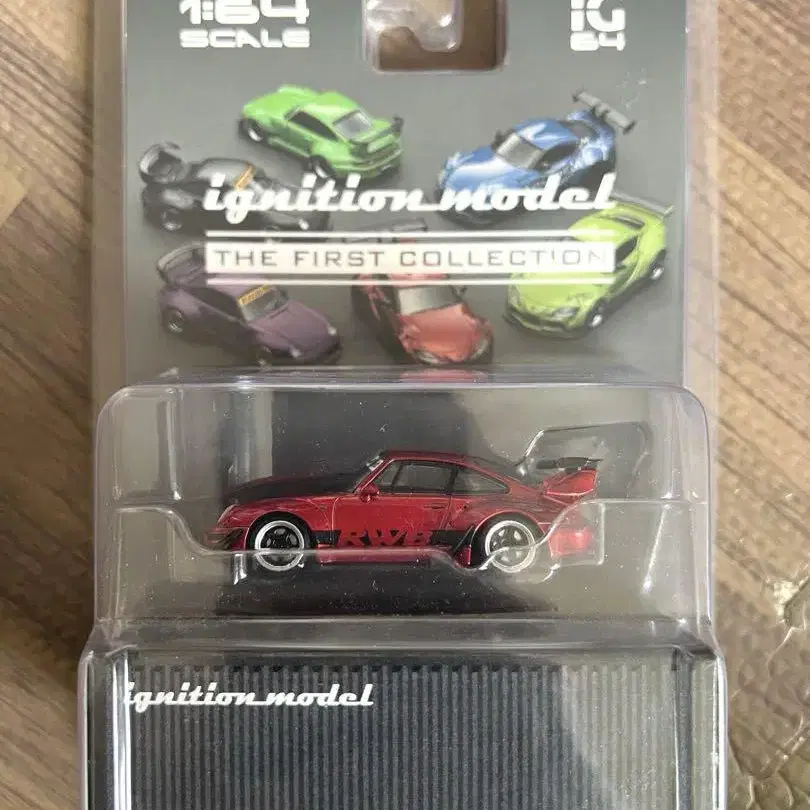 1:64
SCALE
IG
64
ignition model
THE FIRST COLLECTION
RWB
ignition model